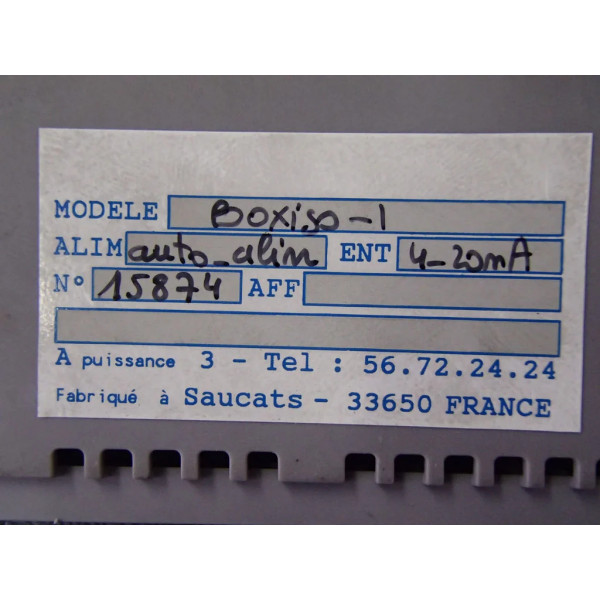 MODELE Boxiso-1
ALIM auto-alim ENT 4-20mA
N° 15874 AFF
A puissance 3 - Tel : 56.72.24.24
Fabriqué à Saucats - 33650 FRANCE